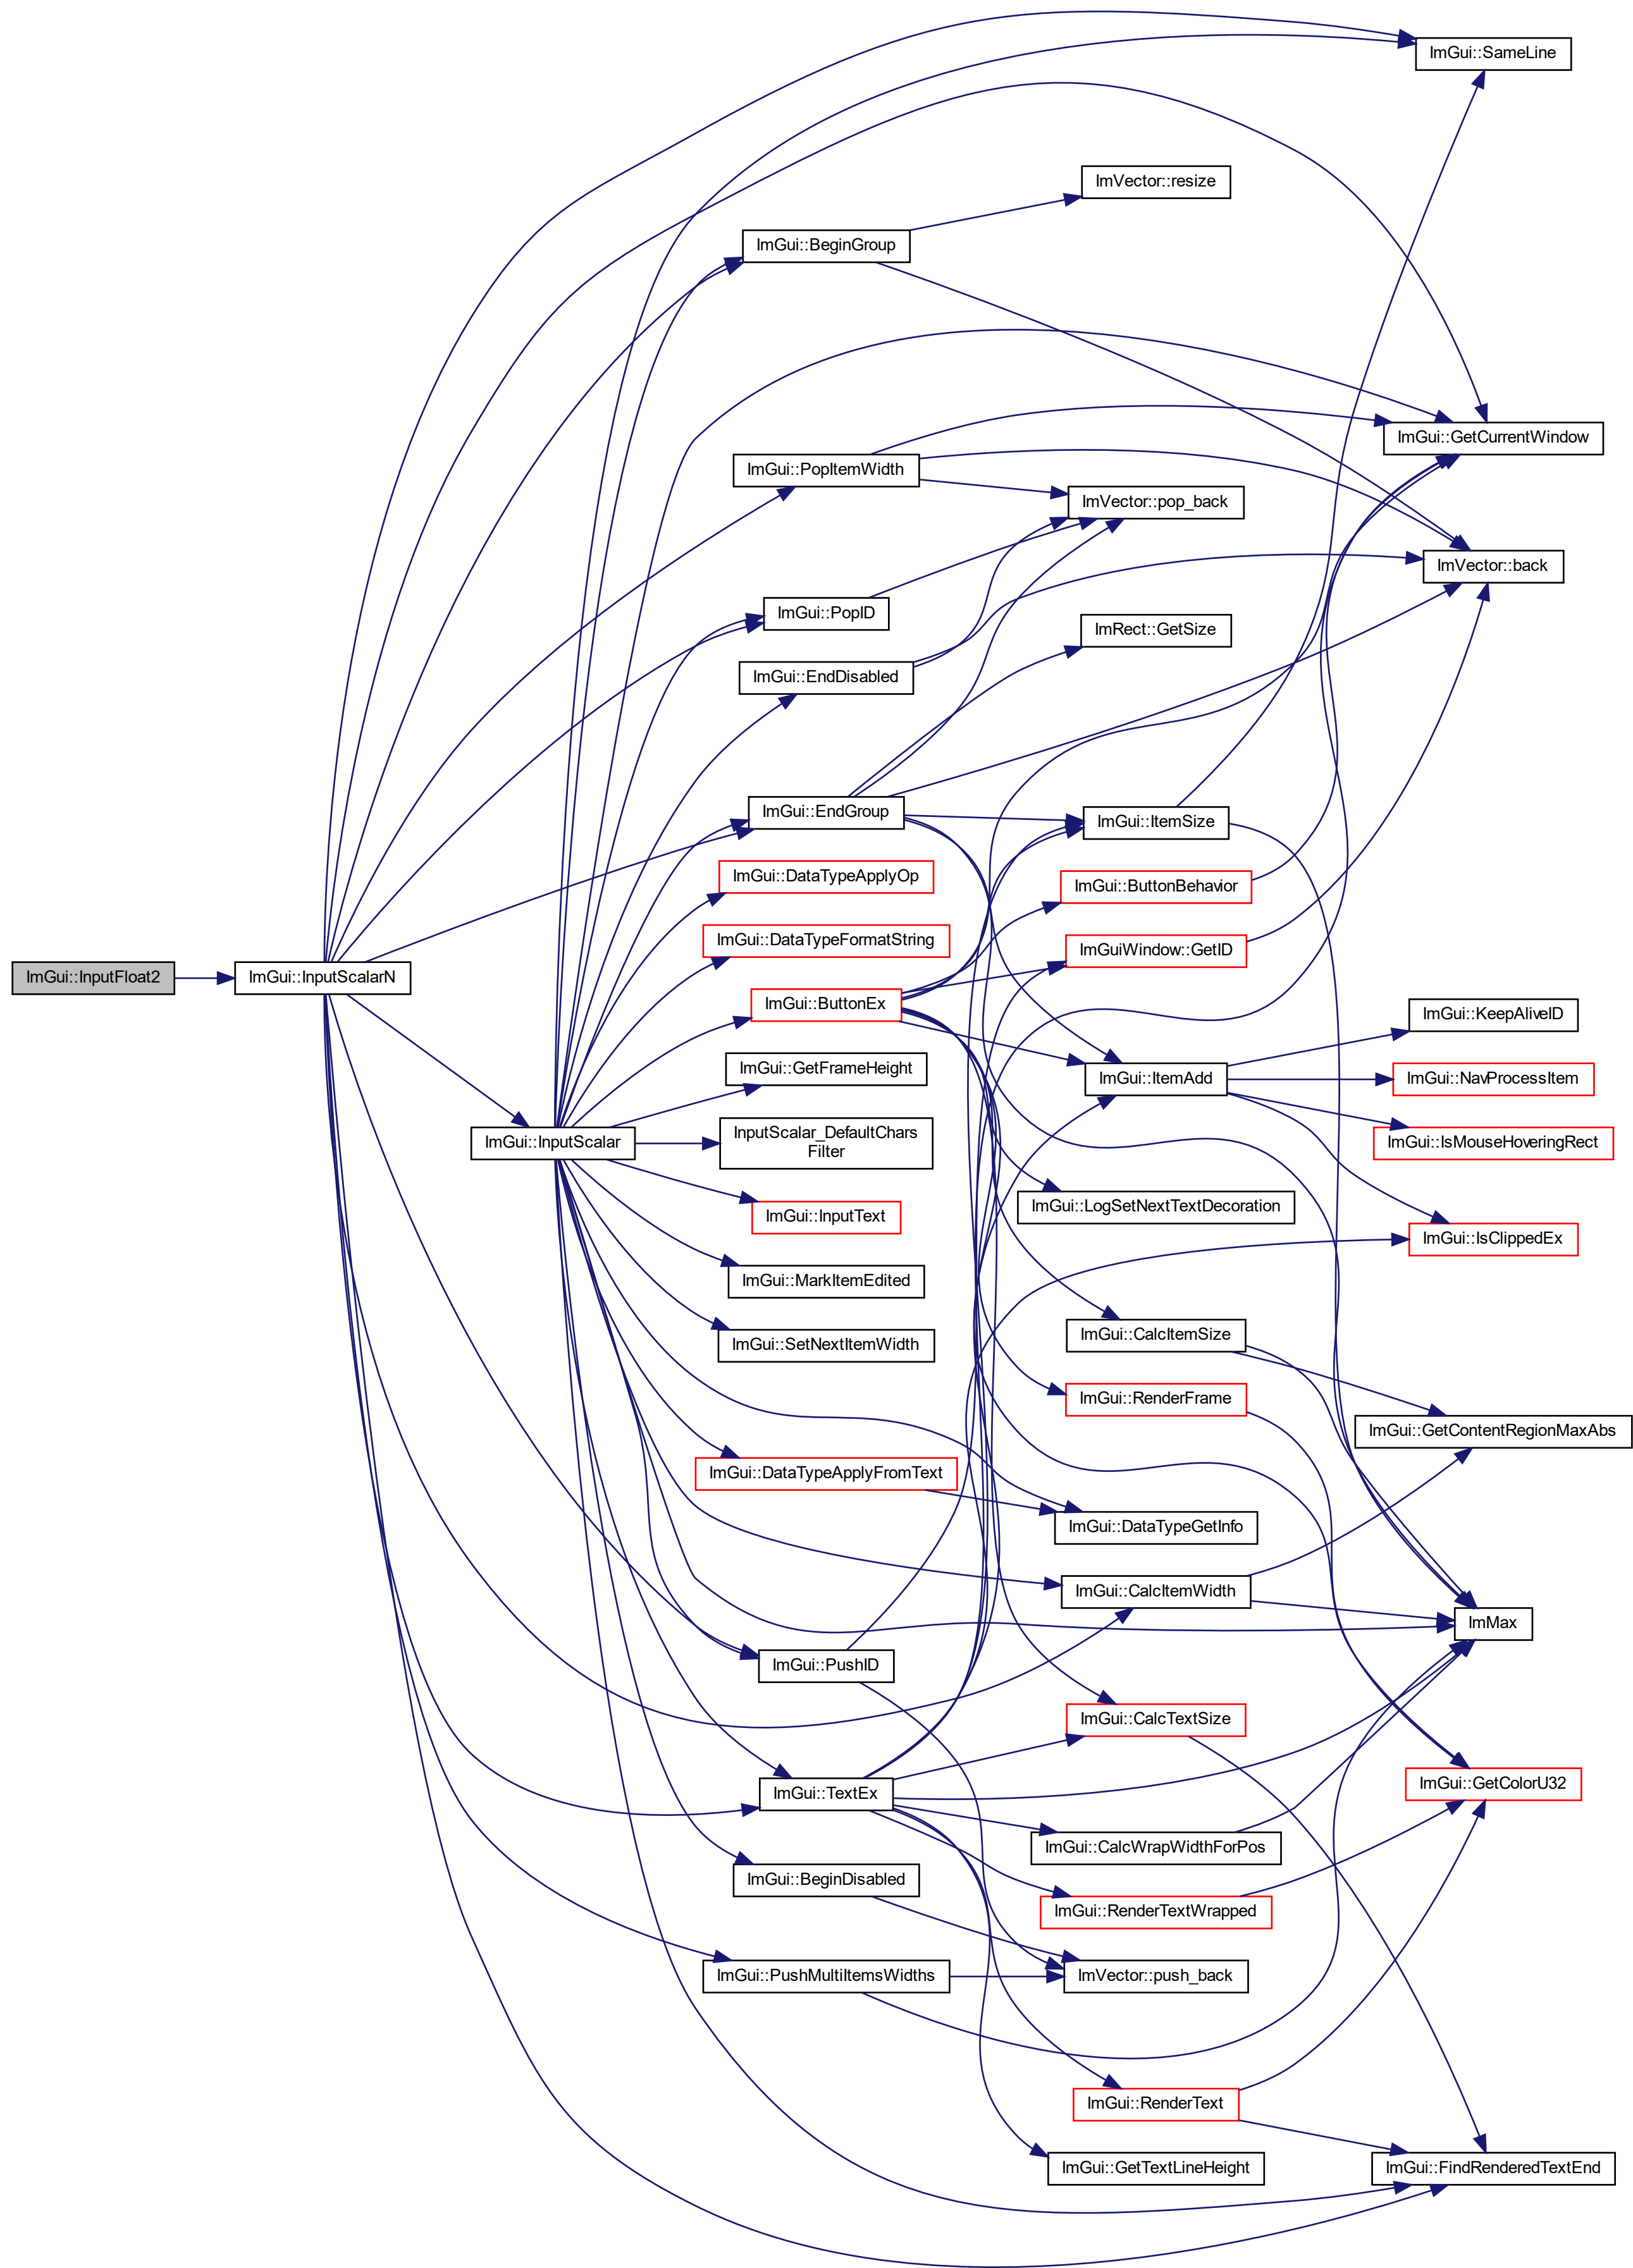 ImGui::SameLine
ImVector::resize
ImGui::BeginGroup
ImGui::GetCurrentWindow
ImGui::PopItemWidth
ImVector::pop_back
ImVector::back
ImGui::PopID
ImRect::GetSize
ImGui::EndDisabled
ImGui::EndGroup
ImGui::ItemSize
ImGui::DataTypeApplyOp
ImGui::ButtonBehavior
ImGui::DataTypeFormatString
ImGuiWindow::GetID
ImGui::InputFloat2
ImGui::InputScalarN
ImGui::ButtonEx
ImGui::KeepAliveID
ImGui::GetFrameHeight
ImGui::ItemAdd
ImGui::NavProcessItem
ImGui::InputScalar
InputScalar_DefaultChars
Filter
ImGui::IsMouseHoveringRect
ImGui::InputText
ImGui::LogSetNextTextDecoration
ImGui::IsClippedEx
ImGui::MarkItemEdited
ImGui::SetNextItemWidth
ImGui::CalcItemSize
ImGui::RenderFrame
ImGui::GetContentRegionMaxAbs
ImGui::DataTypeApplyFromText
ImGui::DataTypeGetInfo
ImGui::CalcItemWidth
ImMax
ImGui::PushID
ImGui::CalcTextSize
ImGui::TextEx
ImGui::GetColorU32
ImGui::CalcWrapWidthForPos
ImGui::BeginDisabled
ImGui::RenderTextWrapped
ImGui::PushMultiItemsWidths
ImVector::push_back
ImGui::RenderText
ImGui::GetTextLineHeight
ImGui::FindRenderedTextEnd